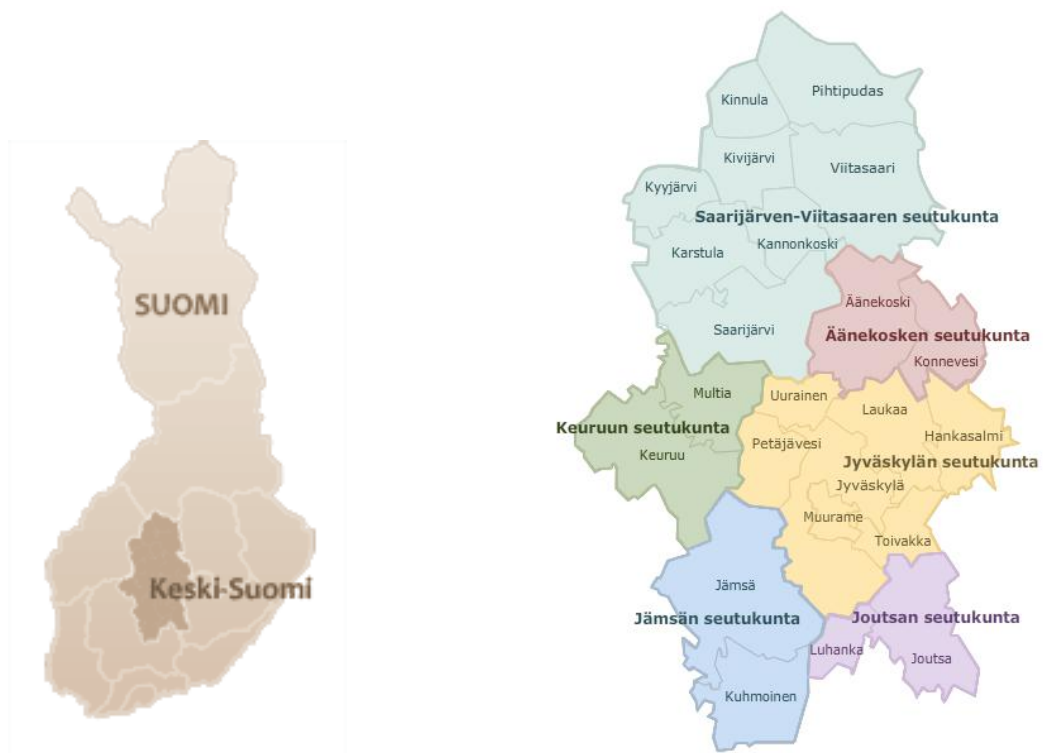 SUOMI
Keski-Suomi
Pihtipudas
Kinnula
Kivijärvi
Viitasaari
Kyyjärvi
Saarijärven-Viitasaaren seutukunta
Kannonkoski
Karstula
Äänekoski
Saarijärvi
Äänekosken seutukunta
Konnevesi
Multia
Uurainen
Laukaa
Keuruun seutukunta
Petäjävesi
Hankasalmi
Keuruu
Jyväskylän seutukunta
Jyväskylä
Muurame
Toivakka
Jämsä
Jämsän seutukunta
Joutsan seutukunta
Luhanka
Joutsa
Kuhmoinen